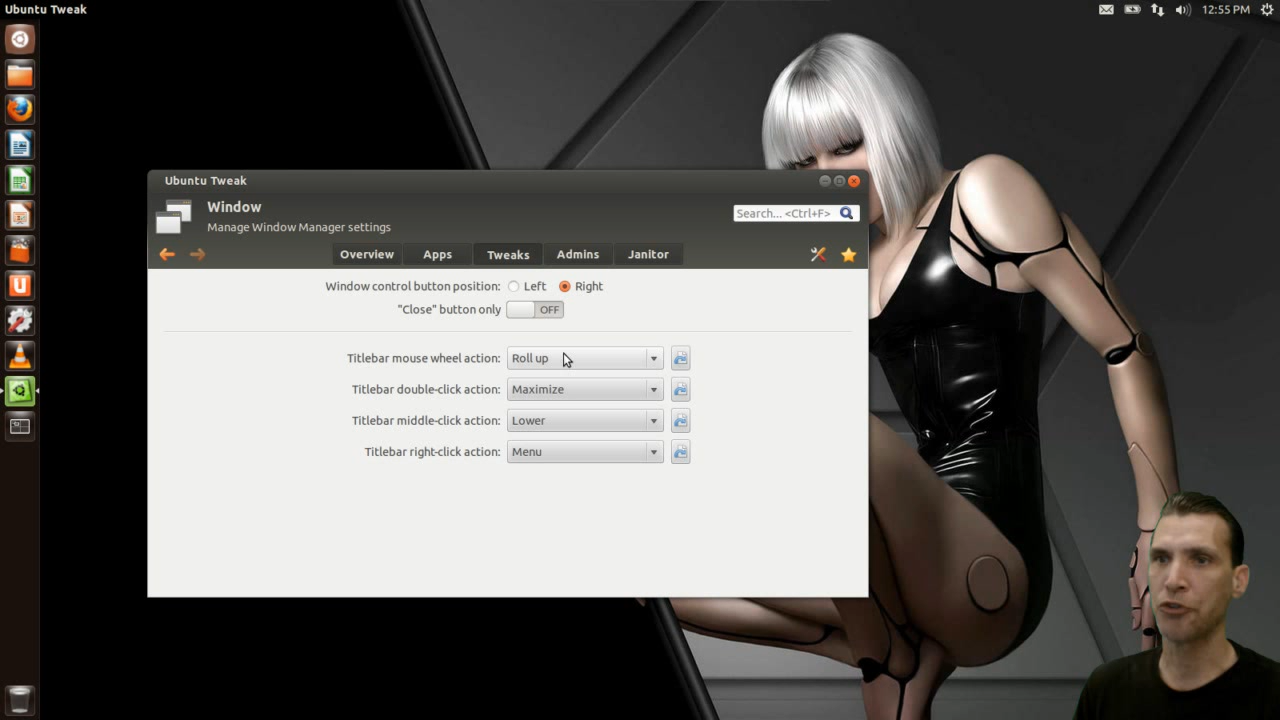 Ubuntu Tweak
12:55 PM
Ubuntu Tweak
Window
Manage Window Manager settings
Search... <Ctrl+F>
Overview Apps Tweaks Admins Janitor
Window control button position: Left Right
"Close" button only OFF
Titlebar mouse wheel action: Roll up
Titlebar double-click action: Maximize
Titlebar middle-click action: Lower
Titlebar right-click action: Menu